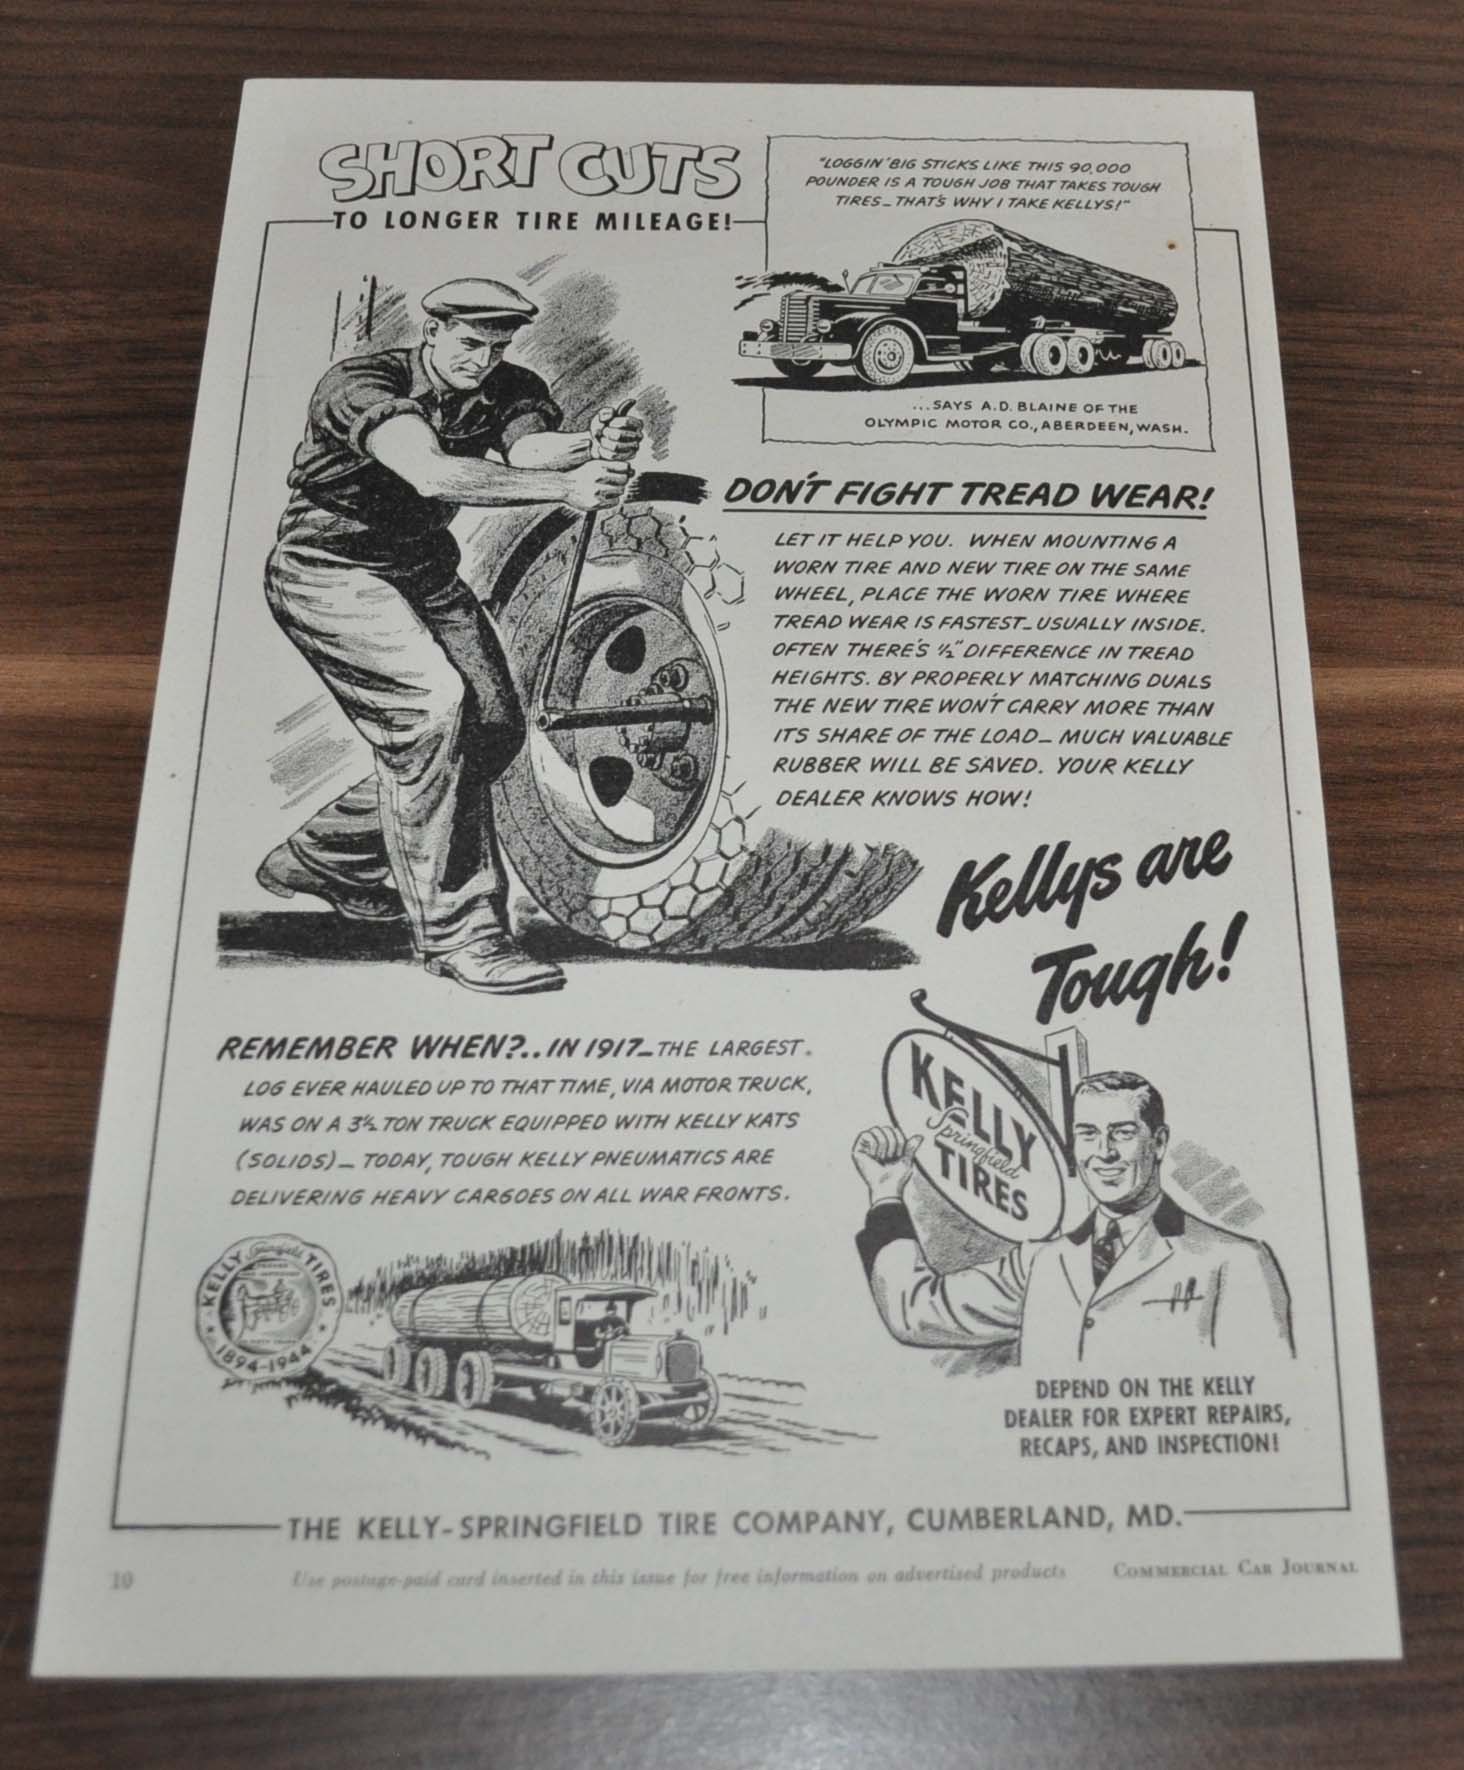 SHORT CUTS
TO LONGER TIRE MILEAGE!
"LOGGIN' BIG STICKS LIKE THIS 90,000
POUNDER IS A TOUGH JOB THAT TAKES TOUGH
TIRES_THAT'S WHY I TAKE KELLYS!"
...SAYS A.D. BLAINE OF THE
OLYMPIC MOTOR CO., ABERDEEN, WASH.
DON'T FIGHT TREAD WEAR!
LET IT HELP YOU. WHEN MOUNTING A
WORN TIRE AND NEW TIRE ON THE SAME
WHEEL, PLACE THE WORN TIRE WHERE
TREAD WEAR IS FASTEST_USUALLY INSIDE.
OFTEN THERE'S ½" DIFFERENCE IN TREAD
HEIGHTS. BY PROPERLY MATCHING DUALS
THE NEW TIRE WON'T CARRY MORE THAN
ITS SHARE OF THE LOAD_MUCH VALUABLE
RUBBER WILL BE SAVED. YOUR KELLY
DEALER KNOWS HOW!
Kellys are
Tough!
REMEMBER WHEN?..IN 1917_THE LARGEST
LOG EVER HAULED UP TO THAT TIME, VIA MOTOR TRUCK,
WAS ON A 3½ TON TRUCK EQUIPPED WITH KELLY KATS
(SOLIDS)_TODAY, TOUGH KELLY PNEUMATICS ARE
DELIVERING HEAVY CARGOES ON ALL WAR FRONTS.
KELLY
Springfield
TIRES
KELLY Springfield TIRES
1894-1944
DEPEND ON THE KELLY
DEALER FOR EXPERT REPAIRS,
RECAPS, AND INSPECTION!
THE KELLY-SPRINGFIELD TIRE COMPANY, CUMBERLAND, MD.
10 Use postage-paid card inserted in this issue for free information on advertised products COMMERCIAL CAR JOURNAL